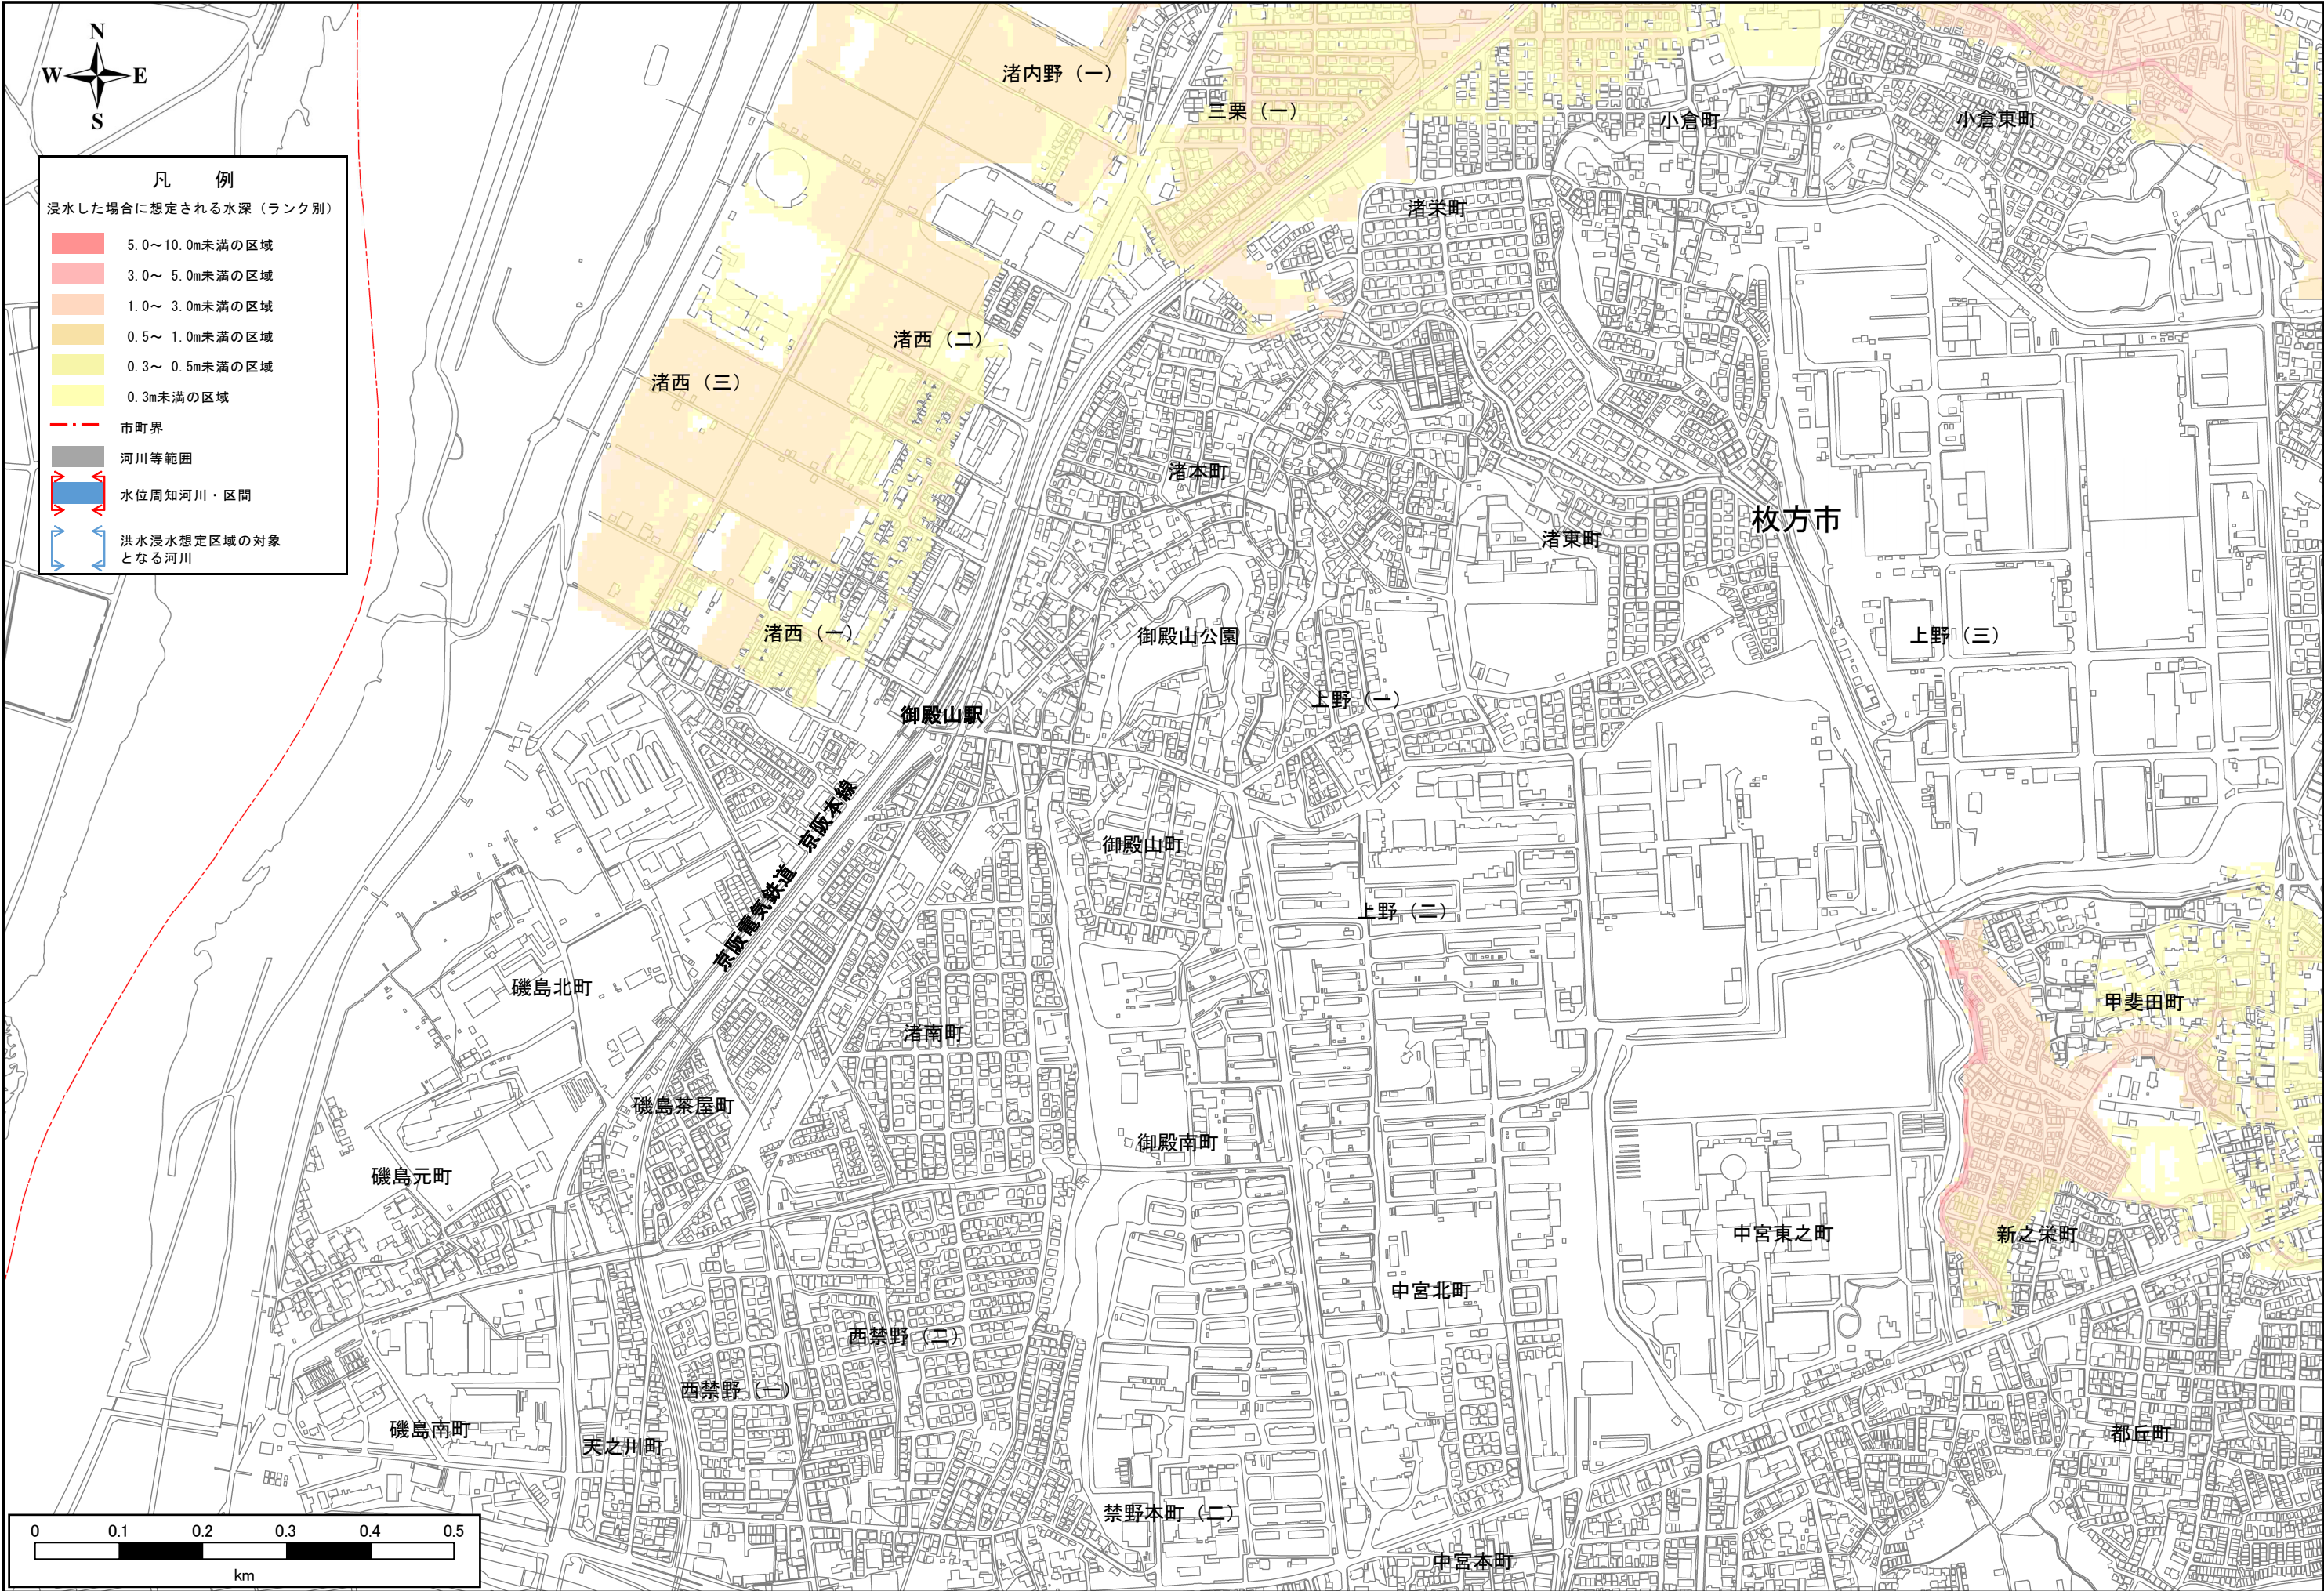 N
W E
S
凡 例
浸水した場合に想定される水深（ランク別）
5.0～10.0m未満の区域
3.0～ 5.0m未満の区域
1.0～ 3.0m未満の区域
0.5～ 1.0m未満の区域
0.3～ 0.5m未満の区域
0.3m未満の区域
市町界
河川等範囲
水位周知河川・区間
洪水浸水想定区域の対象
となる河川
渚内野（一）
三栗（一）
小倉町
小倉東町
渚栄町
渚西（二）
渚西（三）
渚本町
枚方市
渚東町
渚西（一）
御殿山公園
上野（三）
上野（一）
御殿山駅
京阪電気鉄道 京阪本線
御殿山町
上野（二）
磯島北町
甲斐田町
渚南町
磯島茶屋町
御殿南町
磯島元町
中宮東之町
新之栄町
中宮北町
西禁野（二）
西禁野（一）
磯島南町
天之川町
都丘町
禁野本町（二）
中宮本町
0 0.1 0.2 0.3 0.4 0.5
km